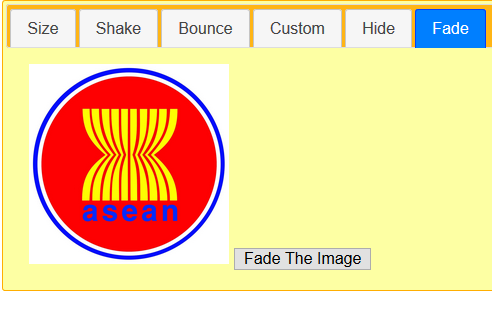 Size Shake Bounce Custom Hide Fade
asean
Fade The Image